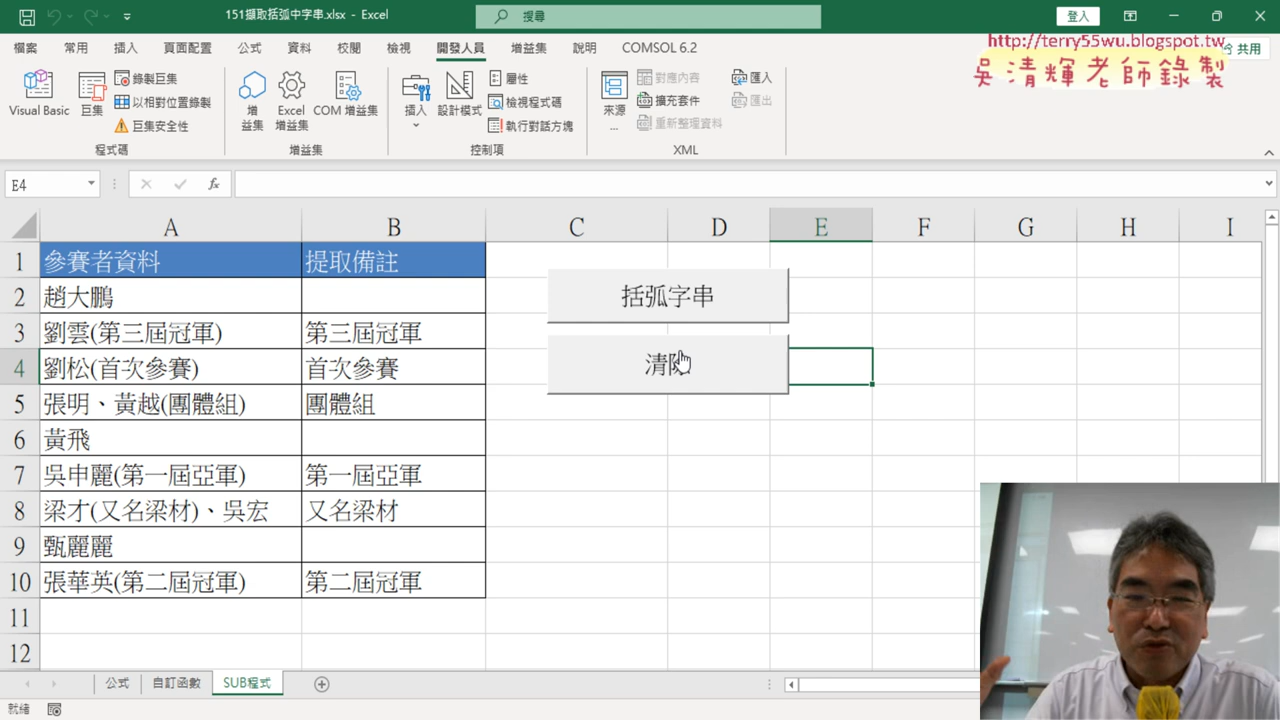 151擷取括弧中字串.xlsx - Excel
搜尋
登入
檔案 常用 插入 頁面配置 公式 資料 校閱 檢視 開發人員 增益集 說明 COMSOL 6.2
共用
http://terry55wu.blogspot.tw
吳清輝老師錄製
Visual Basic
巨集
錄製巨集
以相對位置錄製
巨集安全性
程式碼
增益集
Excel 增益集
COM 增益集
增益集
插入
設計模式
屬性
檢視程式碼
執行對話方塊
控制項
來源
...
對應內容
擴充套件
重新整理資料
匯入
匯出
XML
E4
fx
A B C D E F G H I
1 參賽者資料 提取備註
2 趙大鵬
3 劉雲(第三屆冠軍) 第三屆冠軍
4 劉松(首次參賽) 首次參賽
5 張明、黃越(團體組) 團體組
6 黃飛
7 吳申麗(第一屆亞軍) 第一屆亞軍
8 梁才(又名梁材)、吳宏 又名梁材
9 甄麗麗
10 張華英(第二屆冠軍) 第二屆冠軍
11
12
括弧字串
清除
公式 自訂函數 SUB程式
就緒